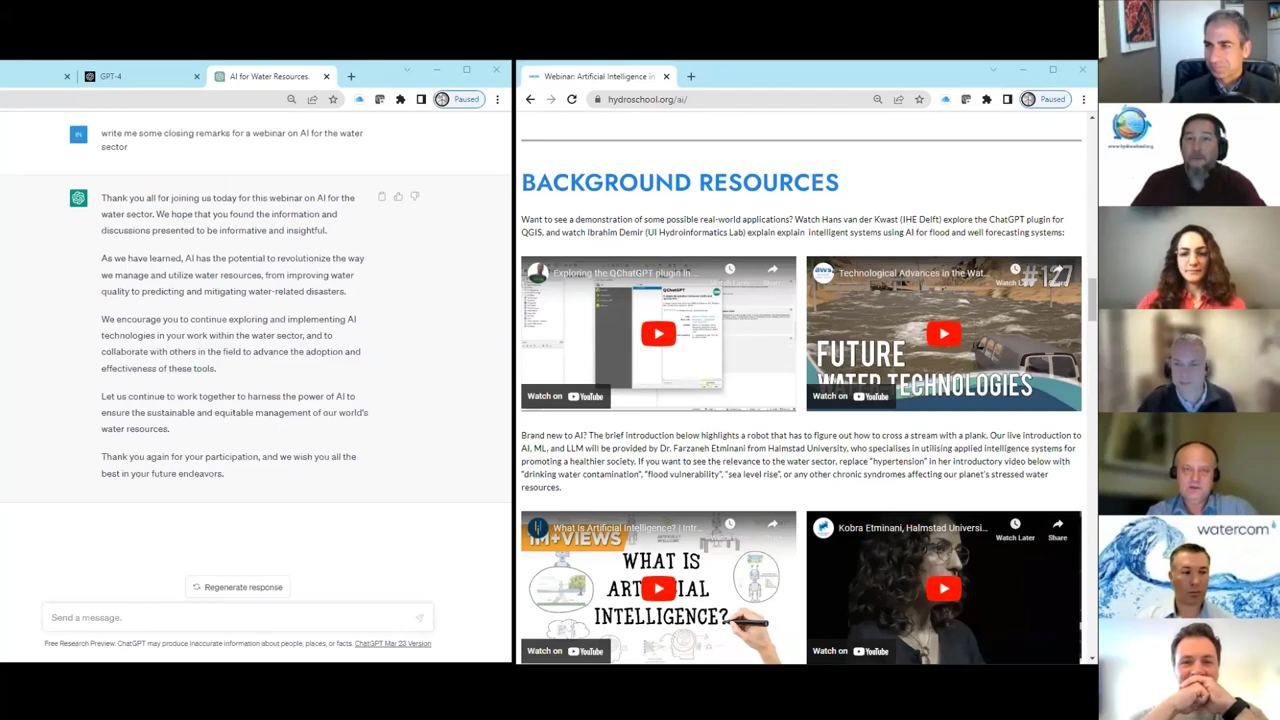 GPT-4
AI for Water Resources.
Paused
IN
write me some closing remarks for a webinar on AI for the water
sector
Thank you all for joining us today for this webinar on AI for the
water sector. We hope that you found the information and
discussions presented to be informative and insightful.
As we have learned, AI has the potential to revolutionize the way
we manage and utilize water resources, from improving water
quality to predicting and mitigating water-related disasters.
We encourage you to continue exploring and implementing AI
technologies in your work within the water sector, and to
collaborate with others in the field to advance the adoption and
effectiveness of these tools.
Let us continue to work together to harness the power of AI to
ensure the sustainable and equitable management of our world's
water resources.
Thank you again for your participation, and we wish you all the
best in your future endeavors.
Regenerate response
Send a message.
Free Research Preview. ChatGPT may produce inaccurate information about people, places, or facts. ChatGPT Mar 23 Version
Webinar: Artificial Intelligence in
hydroschool.org/ai/
Paused
BACKGROUND RESOURCES
Want to see a demonstration of some possible real-world applications? Watch Hans van der Kwast (IHE Delft) explore the ChatGPT plugin for
QGIS, and watch Ibrahim Demir (UI Hydroinformatics Lab) explain explain intelligent systems using AI for flood and well forecasting systems:
Exploring the QChatGPT plugin in ...
Watch on YouTube
Technological Advances in the Wat...
#127
FUTURE
WATER TECHNOLOGIES
Watch on YouTube
Brand new to AI? The brief introduction below highlights a robot that has to figure out how to cross a stream with a plank. Our live introduction to
AI, ML, and LLM will be provided by Dr. Farzaneh Etminani from Halmstad University, who specialises in utilising applied intelligence systems for
promoting a healthier society. If you want to see the relevance to the water sector, replace "hypertension" in her introductory video below with
"drinking water contamination", "flood vulnerability", "sea level rise", or any other chronic syndromes affecting our planet's stressed water
resources.
What is Artificial Intelligence? | Intr...
1M+VIEWS
WHAT IS
ARTIFICIAL
INTELLIGENCE?
Watch on YouTube
Kobra Etminani, Halmstad Universi...
Watch Later
Share
Watch on YouTube
www.hydroschool.org
watercom